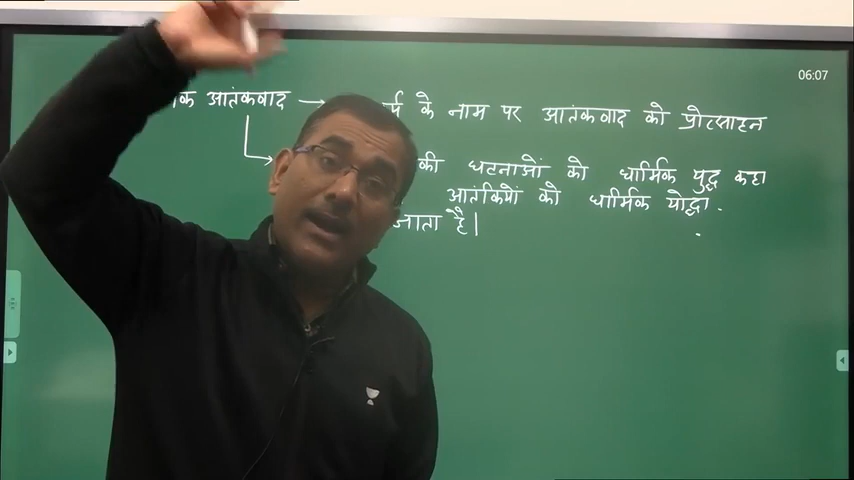 06:07
आतंकवाद → के नाम पर आतंकवाद को प्रोत्साहन
की घटनाओं को धार्मिक युद्ध कहा
आतंकियों को धार्मिक योद्धा.
जाता है।